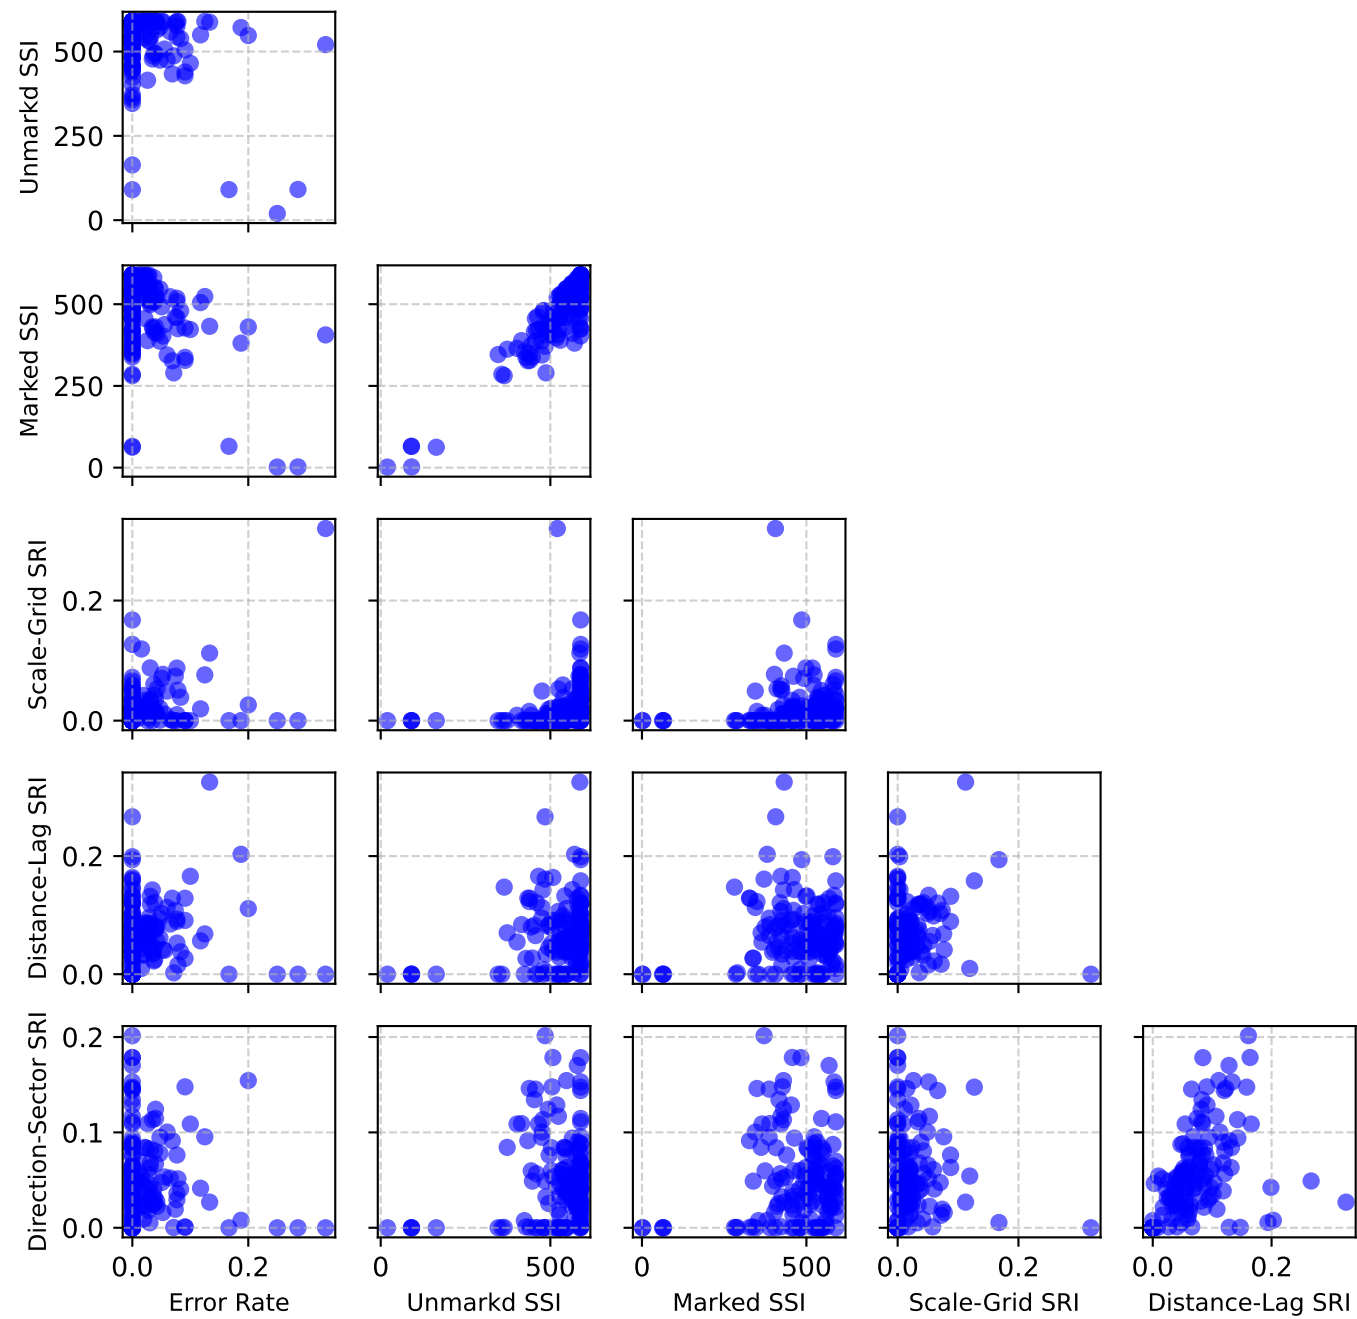 Unmarkd SSI
500
250
0
Marked SSI
500
250
0
Scale-Grid SRI
0.2
0.0
Distance-Lag SRI
0.2
0.0
Direction-Sector SRI
0.2
0.1
0.0
0.0 0.2 0 500 0 500 0.0 0.2 0.0 0.2
Error Rate Unmarkd SSI Marked SSI Scale-Grid SRI Distance-Lag SRI